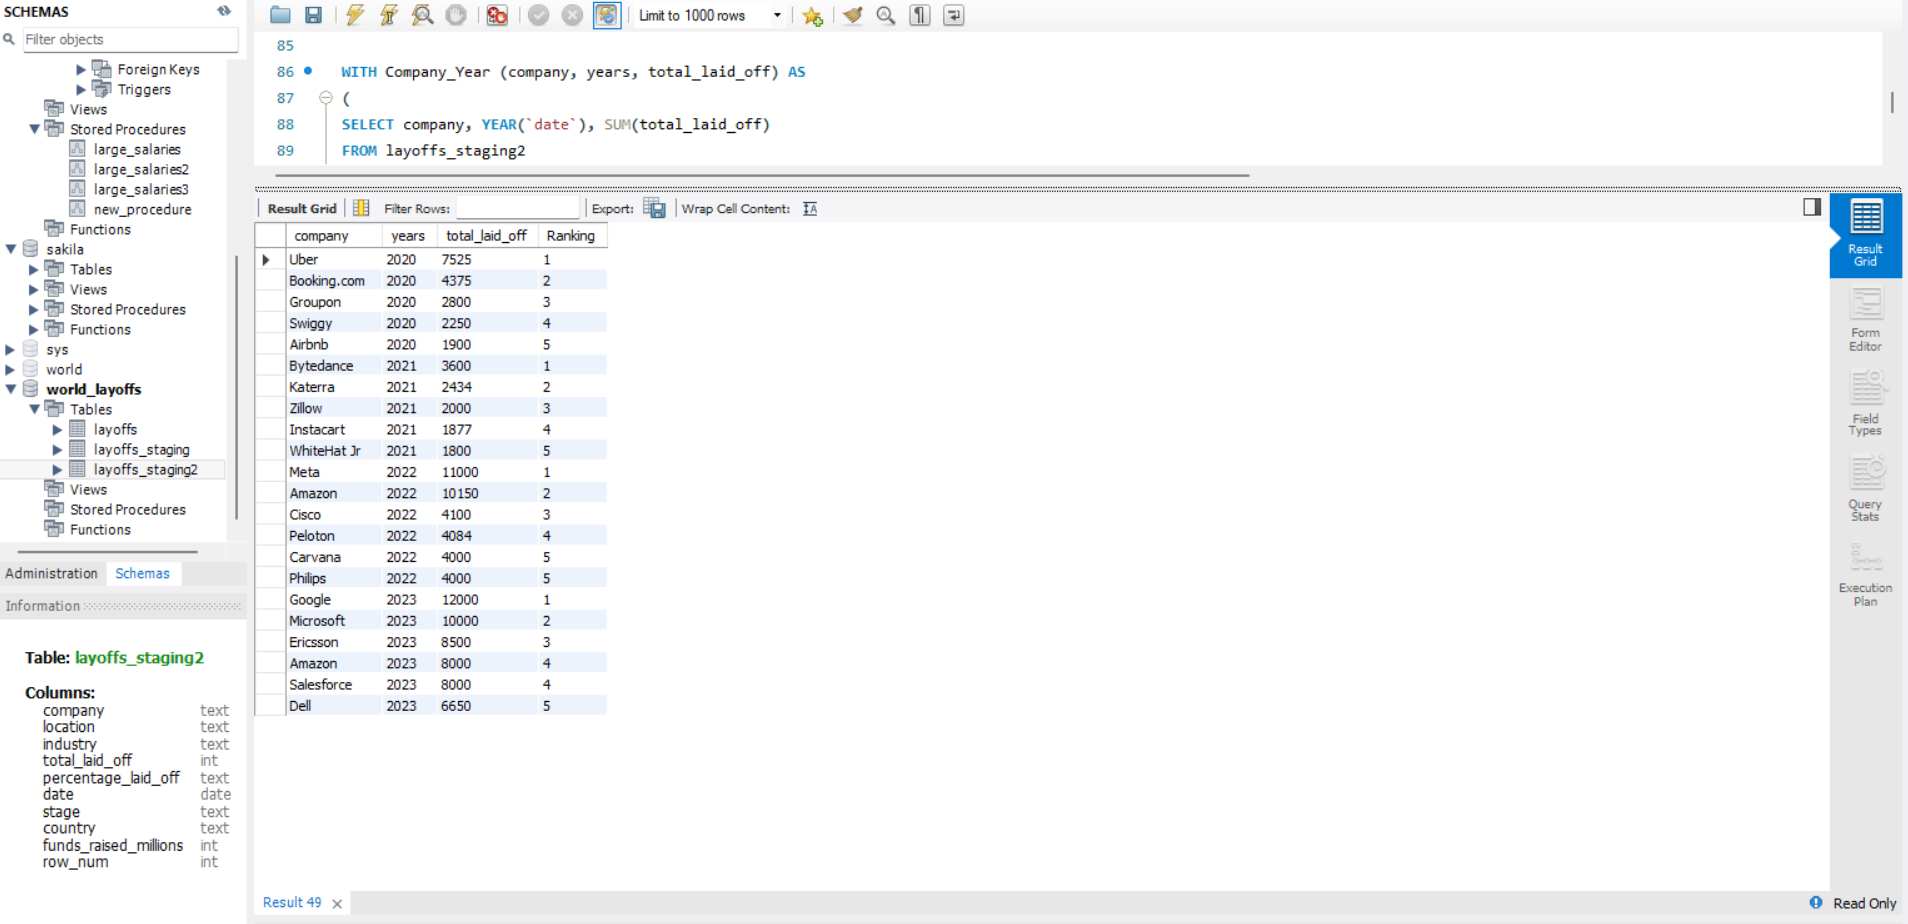 SCHEMAS
Filter objects
Foreign Keys
Triggers
Views
Stored Procedures
large_salaries
large_salaries2
large_salaries3
new_procedure
Functions
sakila
Tables
Views
Stored Procedures
Functions
sys
world
world_layoffs
Tables
layoffs
layoffs_staging
layoffs_staging2
Views
Stored Procedures
Functions
Administration Schemas
Information
Table: layoffs_staging2
Columns:
company text
location text
industry text
total_laid_off int
percentage_laid_off text
date date
stage text
country text
funds_raised_millions int
row_num int
Limit to 1000 rows
85
86 WITH Company_Year (company, years, total_laid_off) AS
87 (
88 SELECT company, YEAR(`date`), SUM(total_laid_off)
89 FROM layoffs_staging2
Result Grid Filter Rows: Export: Wrap Cell Content: IA
company years total_laid_off Ranking
Uber 2020 7525 1
Booking.com 2020 4375 2
Groupon 2020 2800 3
Swiggy 2020 2250 4
Airbnb 2020 1900 5
Bytedance 2021 3600 1
Katerra 2021 2434 2
Zillow 2021 2000 3
Instacart 2021 1877 4
WhiteHat Jr 2021 1800 5
Meta 2022 11000 1
Amazon 2022 10150 2
Cisco 2022 4100 3
Peloton 2022 4084 4
Carvana 2022 4000 5
Philips 2022 4000 5
Google 2023 12000 1
Microsoft 2023 10000 2
Ericsson 2023 8500 3
Amazon 2023 8000 4
Salesforce 2023 8000 4
Dell 2023 6650 5
Result
Grid
Form
Editor
Field
Types
Query
Stats
Execution
Plan
Result 49
Read Only